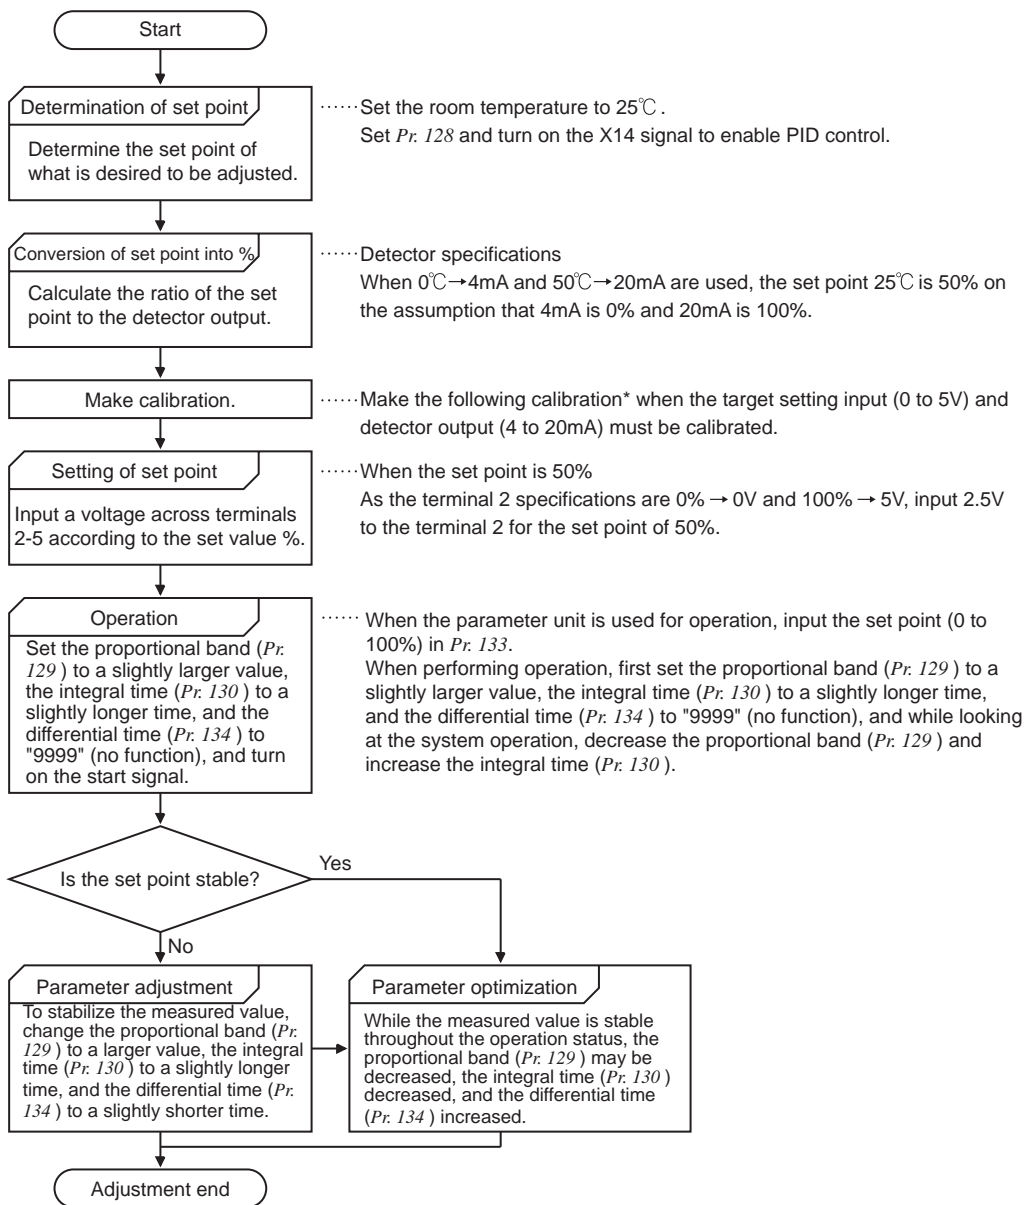 Start
Determination of set point
Determine the set point of
what is desired to be adjusted.
······Set the room temperature to 25℃.
Set Pr. 128 and turn on the X14 signal to enable PID control.
Conversion of set point into %
Calculate the ratio of the set
point to the detector output.
······Detector specifications
When 0℃→4mA and 50℃→20mA are used, the set point 25℃ is 50% on
the assumption that 4mA is 0% and 20mA is 100%.
Make calibration.
······Make the following calibration* when the target setting input (0 to 5V) and
detector output (4 to 20mA) must be calibrated.
Setting of set point
Input a voltage across terminals
2-5 according to the set value %.
······When the set point is 50%
As the terminal 2 specifications are 0% → 0V and 100% → 5V, input 2.5V
to the terminal 2 for the set point of 50%.
Operation
Set the proportional band (Pr.
129 ) to a slightly larger value,
the integral time (Pr. 130 ) to a
slightly longer time, and the
differential time (Pr. 134 ) to
"9999" (no function), and turn
on the start signal.
······ When the parameter unit is used for operation, input the set point (0 to
100%) in Pr. 133.
When performing operation, first set the proportional band (Pr. 129 ) to a
slightly larger value, the integral time (Pr. 130 ) to a slightly longer time,
and the differential time (Pr. 134 ) to "9999" (no function), and while looking
at the system operation, decrease the proportional band (Pr. 129 ) and
increase the integral time (Pr. 130 ).
Is the set point stable?
Yes
No
Parameter adjustment
To stabilize the measured value,
change the proportional band (Pr.
129 ) to a larger value, the integral
time (Pr. 130 ) to a slightly longer
time, and the differential time (Pr.
134 ) to a slightly shorter time.
Parameter optimization
While the measured value is stable
throughout the operation status, the
proportional band (Pr. 129 ) may be
decreased, the integral time (Pr. 130 )
decreased, and the differential time
(Pr. 134 ) increased.
Adjustment end